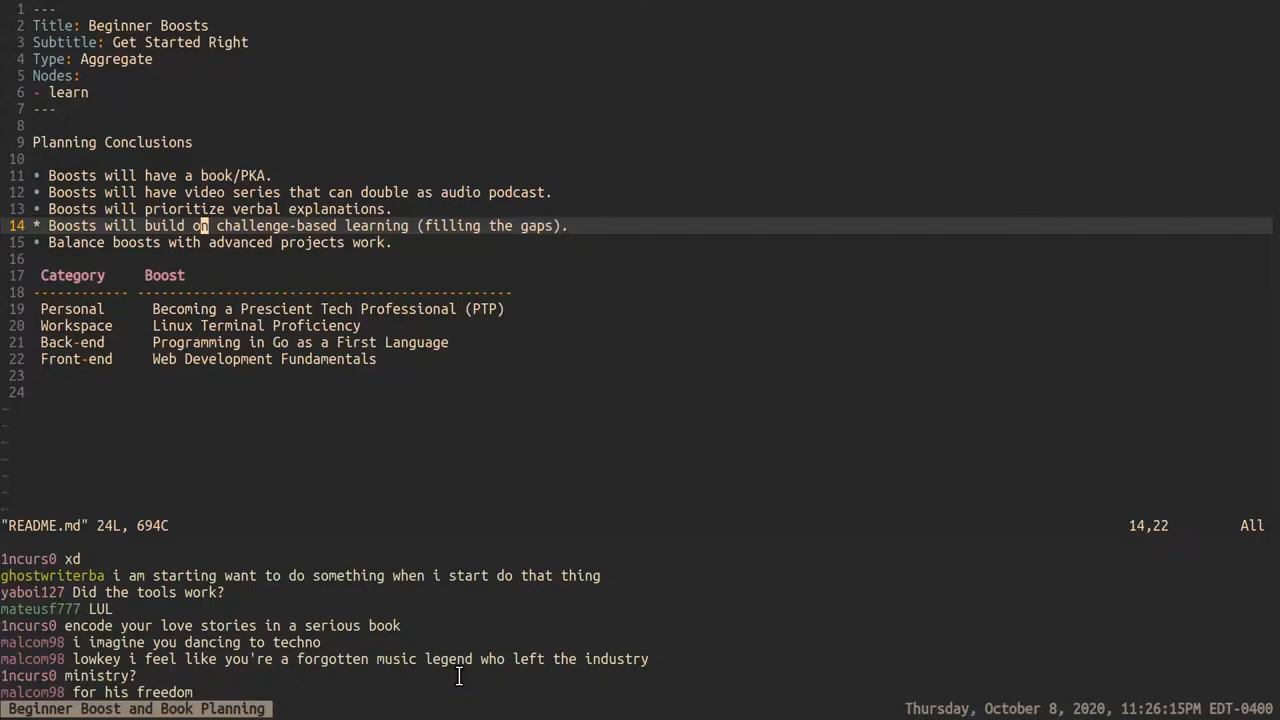 1 ---
2 Title: Beginner Boosts
3 Subtitle: Get Started Right
4 Type: Aggregate
5 Nodes:
6 - learn
7 ---
8
9 Planning Conclusions
10
11 • Boosts will have a book/PKA.
12 • Boosts will have video series that can double as audio podcast.
13 • Boosts will prioritize verbal explanations.
14 * Boosts will build on challenge-based learning (filling the gaps).
15 • Balance boosts with advanced projects work.
16
17 Category Boost
18 ----------- -----------------------------------------------
19 Personal Becoming a Prescient Tech Professional (PTP)
20 Workspace Linux Terminal Proficiency
21 Back-end Programming in Go as a First Language
22 Front-end Web Development Fundamentals
23
24
~
~
~
~
~
~
~
"README.md" 24L, 694C 14,22 All
1ncurs0 xd
ghostwriterba i am starting want to do something when i start do that thing
yaboi127 Did the tools work?
mateusf777 LUL
1ncurs0 encode your love stories in a serious book
malcom98 i imagine you dancing to techno
malcom98 lowkey i feel like you're a forgotten music legend who left the industry
1ncurs0 ministry?
malcom98 for his freedom
Beginner Boost and Book Planning Thursday, October 8, 2020, 11:26:15PM EDT-0400